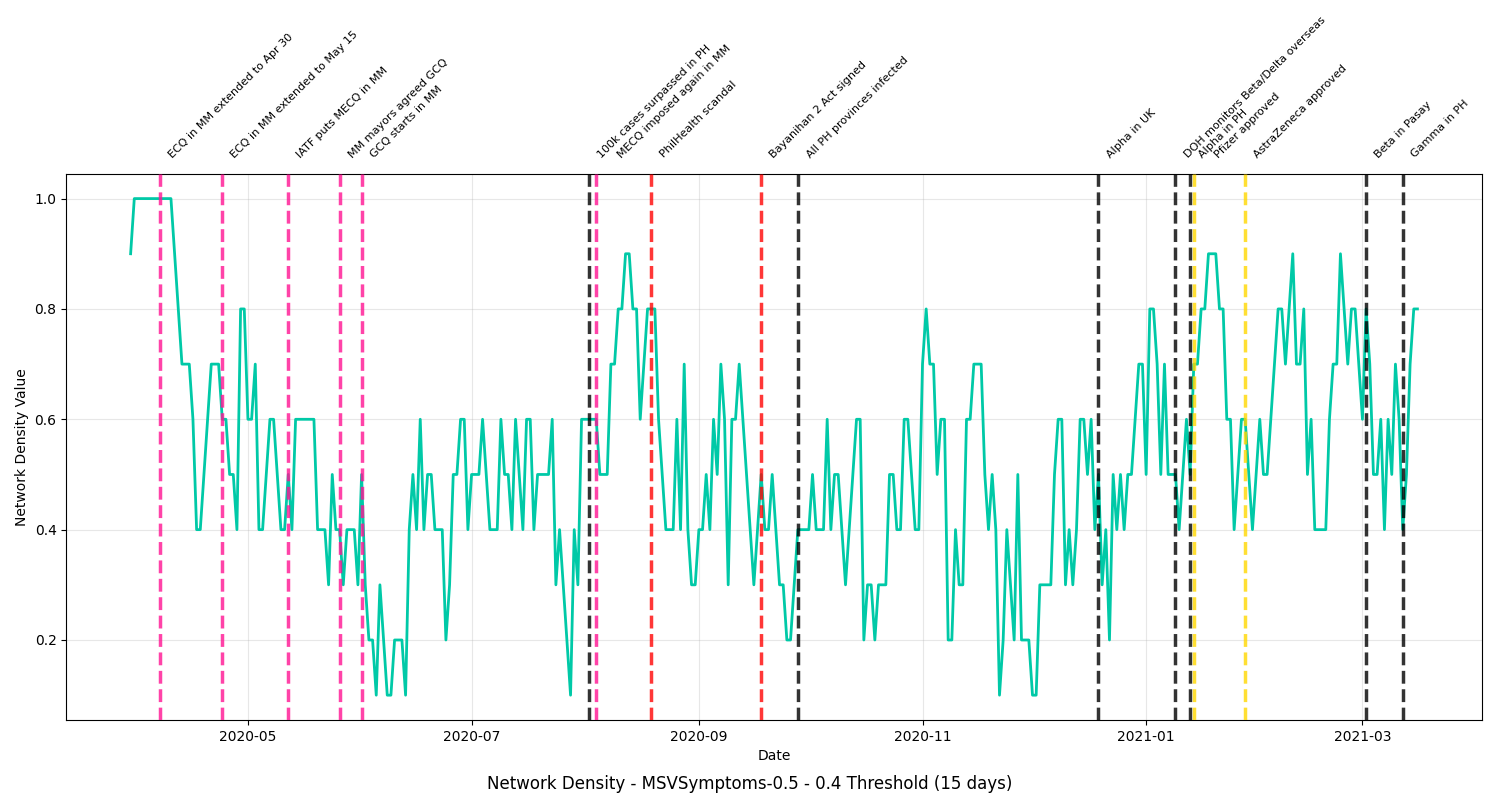 ECQ in MM extended to Apr 30
ECQ in MM extended to May 15
IATF puts MECQ in MM
MM mayors agreed GCQ
GCQ starts in MM
100k cases surpassed in PH
MECQ imposed again in MM
PhilHealth scandal
Bayanihan 2 Act signed
All PH provinces infected
Alpha in UK
DOH monitors Beta/Delta overseas
Alpha in PH
Pfizer approved
AstraZeneca approved
Beta in Pasay
Gamma in PH
Network Density Value
1.0
0.8
0.6
0.4
0.2
2020-05
2020-07
2020-09
2020-11
2021-01
2021-03
Date
Network Density - MSVSymptoms-0.5 - 0.4 Threshold (15 days)